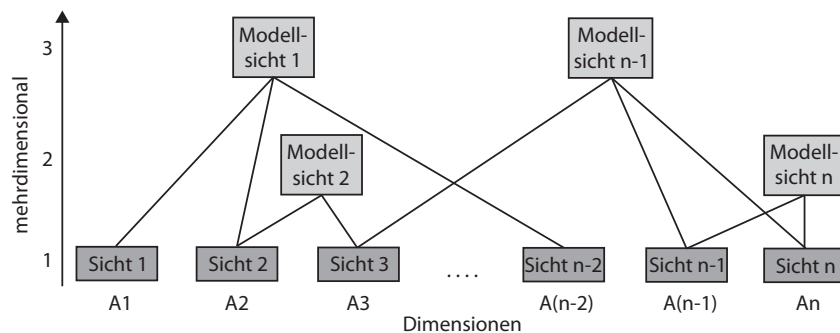 3
Modell-
sicht 1
Modell-
sicht n-1
mehrdimensional
2
Modell-
sicht 2
Modell-
sicht n
1
Sicht 1
Sicht 2
Sicht 3
....
Sicht n-2
Sicht n-1
Sicht n
A1
A2
A3
A(n-2)
A(n-1)
An
Dimensionen